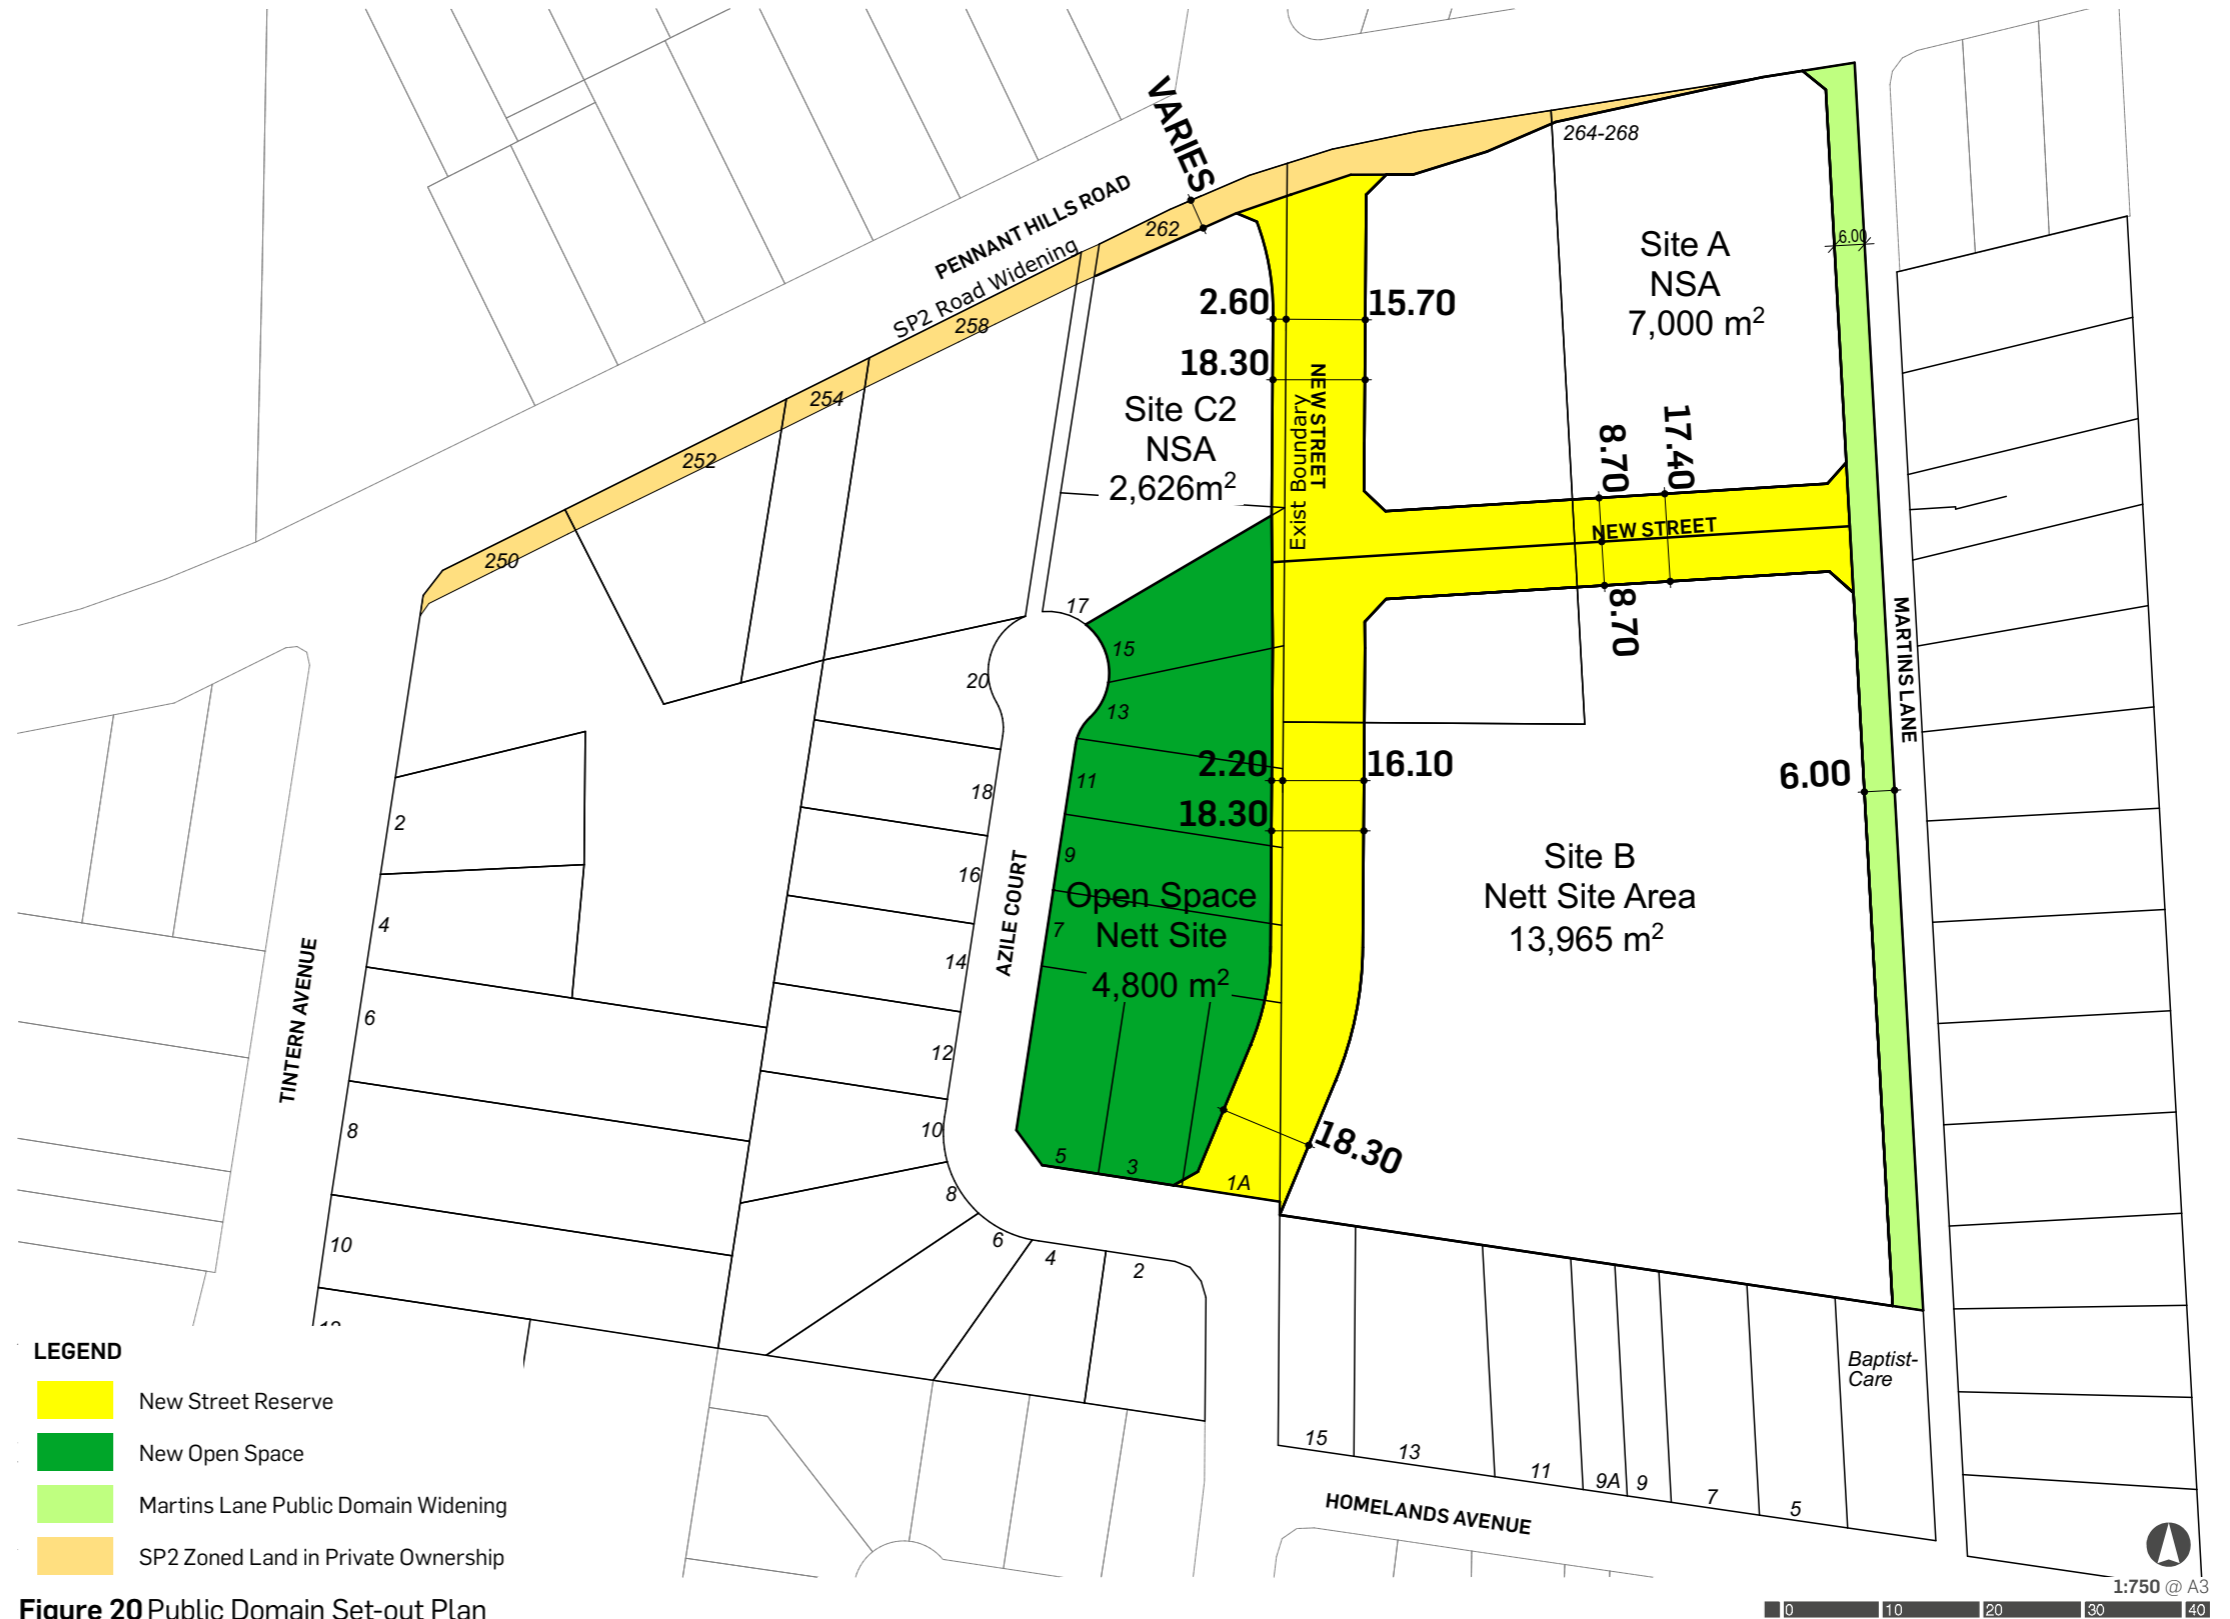 VARIES
264-268
PENNANT HILLS ROAD
262
SP2 Road Widening
258
254
252
250
Site A
NSA
7,000 m²
6.00
2.60
15.70
18.30
NEW STREET
Exist Boundary
Site C2
NSA
2,626m²
8.70
17.40
NEW STREET
8.70
MARTINS LANE
17
15
20
13
2.20
16.10
6.00
11
18
18.30
2
9
16
Site B
Nett Site Area
13,965 m²
Open Space
Nett Site
4,800 m²
7
14
AZILE COURT
4
TINTERN AVENUE
6
12
8
10
5
3
1A
18.30
8
10
6
4
2
Baptist-
Care
15
13
11
9A
9
7
5
HOMELANDS AVENUE
LEGEND
New Street Reserve
New Open Space
Martins Lane Public Domain Widening
SP2 Zoned Land in Private Ownership
1:750 @ A3
0 10 20 30 40
Figure 20 Public Domain Set-out Plan